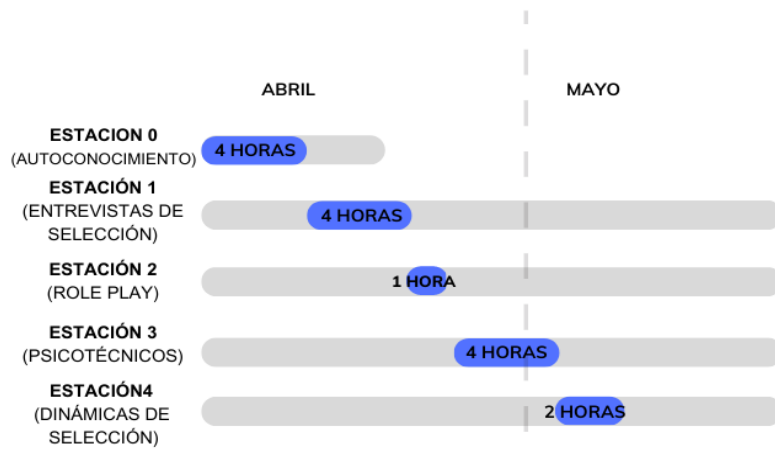 ABRIL MAYO
ESTACION 0
(AUTOCONOCIMIENTO)
4 HORAS
ESTACIÓN 1
(ENTREVISTAS DE
SELECCIÓN)
4 HORAS
ESTACIÓN 2
(ROLE PLAY)
1 HORA
ESTACIÓN 3
(PSICOTÉCNICOS)
4 HORAS
ESTACIÓN4
(DINÁMICAS DE
SELECCIÓN)
2 HORAS